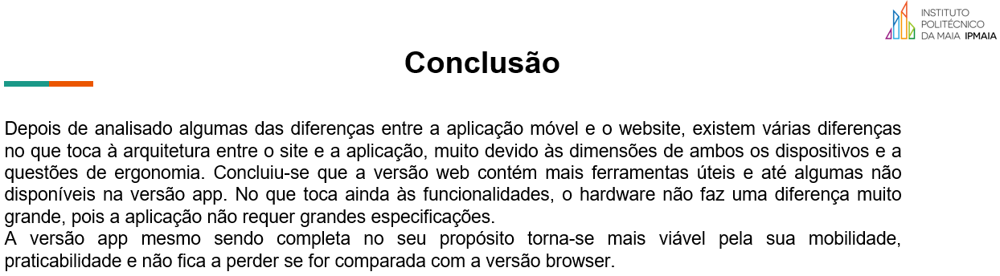 INSTITUTO
POLITÉCNICO
DA MAIA IPMAIA
Conclusão
Depois de analisado algumas das diferenças entre a aplicação móvel e o website, existem várias diferenças
no que toca à arquitetura entre o site e a aplicação, muito devido às dimensões de ambos os dispositivos e a
questões de ergonomia. Concluiu-se que a versão web contém mais ferramentas úteis e até algumas não
disponíveis na versão app. No que toca ainda às funcionalidades, o hardware não faz uma diferença muito
grande, pois a aplicação não requer grandes especificações.
A versão app mesmo sendo completa no seu propósito torna-se mais viável pela sua mobilidade,
praticabilidade e não fica a perder se for comparada com a versão browser.